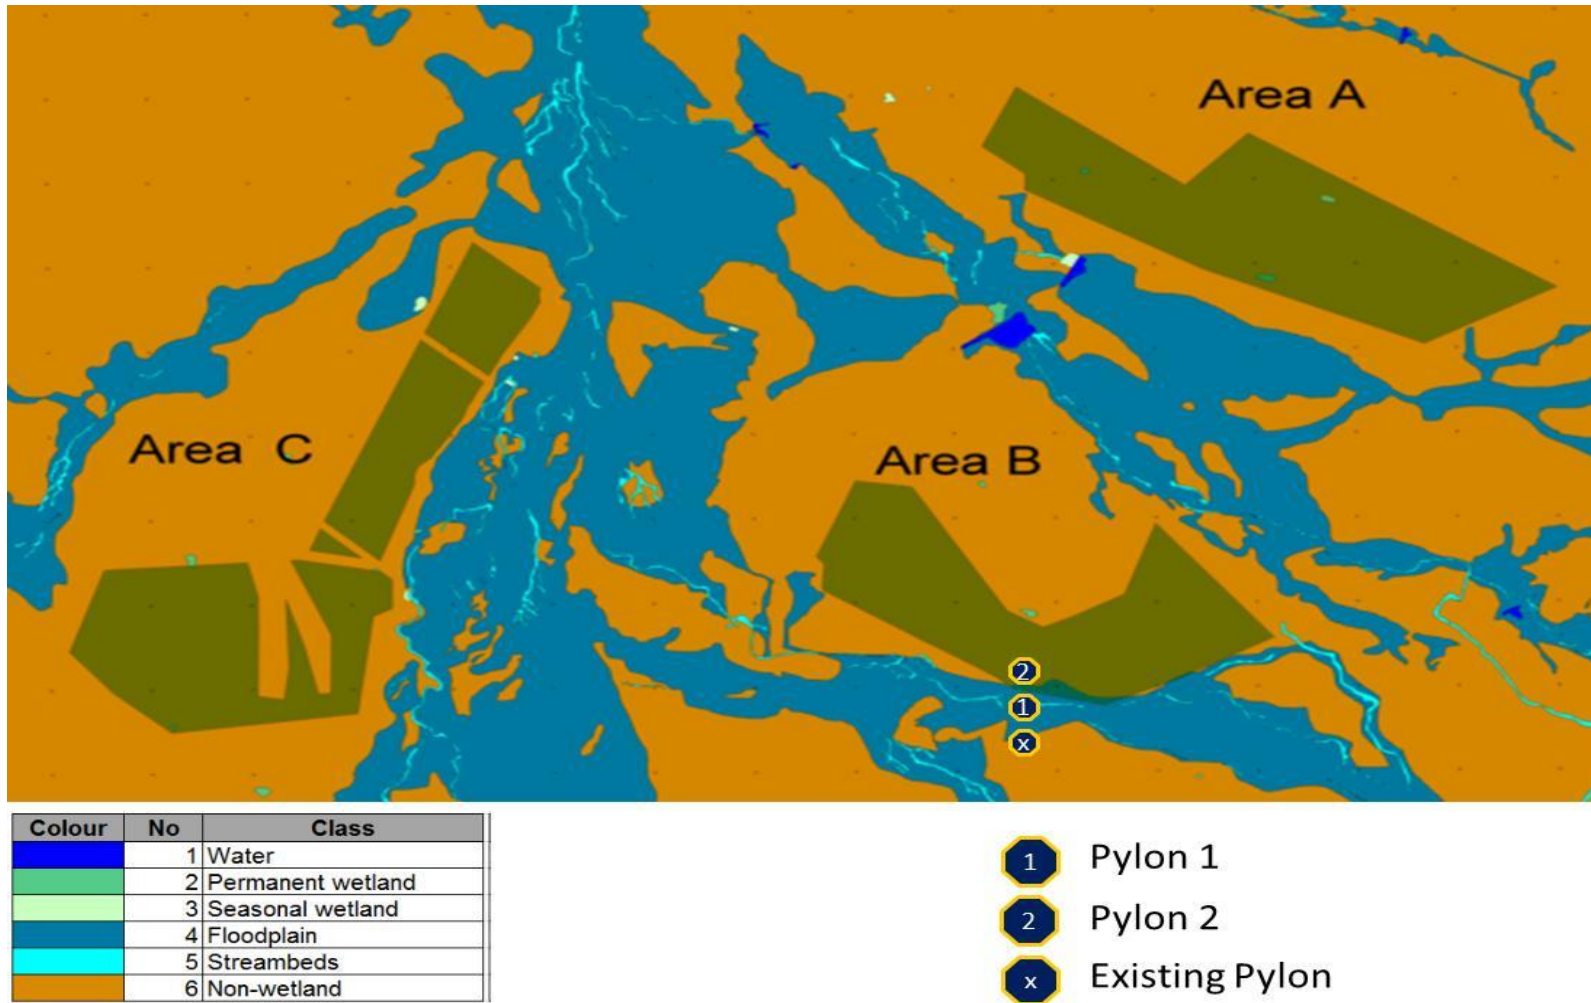 Area A
Area C
Area B
2
1
x
Colour No Class
1 Water
2 Permanent wetland
3 Seasonal wetland
4 Floodplain
5 Streambeds
6 Non-wetland
1 Pylon 1
2 Pylon 2
x Existing Pylon